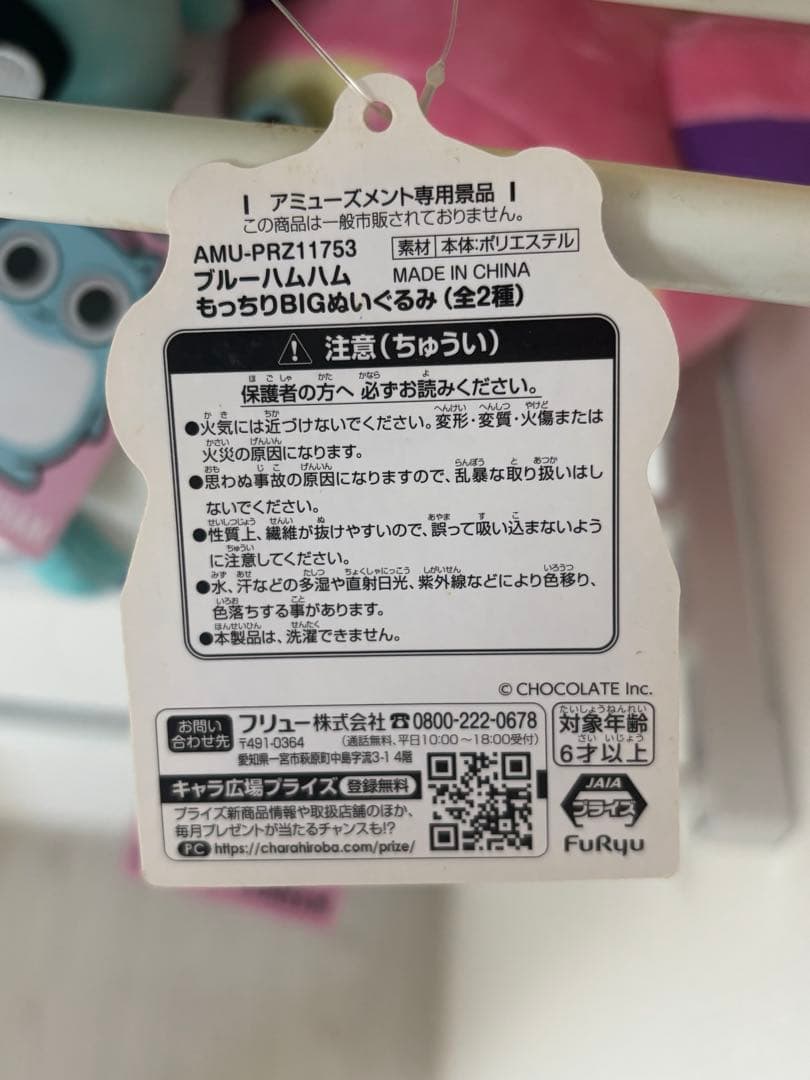 アミューズメント専用景品
この商品は一般市販されておりません。
AMU-PRZ11753
素材 本体:ポリエステル
ブルーハムハム
MADE IN CHINA
もっちりBIGぬいぐるみ(全2種)
注意(ちゅうい)
保護者の方へ 必ずお読みください。
●火気には近づけないでください。変形・変質・火傷または
火災の原因になります。
●思わぬ事故の原因になりますので、乱暴な取り扱いはし
ないでください。
●性質上、繊維が抜けやすいので、誤って吸い込まないよう
に注意してください。
●水、汗などの多湿や直射日光、紫外線などにより色移り、
色落ちする事があります。
●本製品は、洗濯できません。
© CHOCOLATE Inc.
お問い合わせ先
フリュー株式会社 ☎0800-222-0678
〒491-0364 (通話無料、平日10:00~18:00受付)
愛知県一宮市萩原町中島字流3-1 4階
キャラ広場プライズ 登録無料
プライズ新商品情報や取扱店舗のほか、
毎月プレゼントが当たるチャンスも!?
PC https://charahiroba.com/prize/
対象年齢
6才以上
JAIA
プライズ
FuRyu